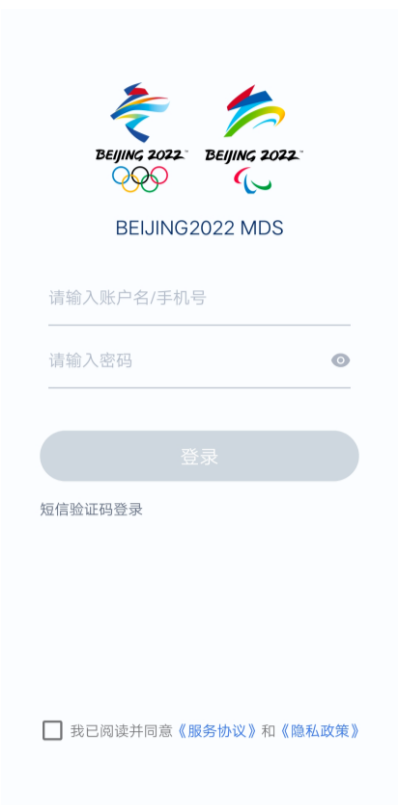 BEIJING 2022™ BEIJING 2022™
BEIJING2022 MDS
请输入账户名/手机号
请输入密码
登录
短信验证码登录
我已阅读并同意《服务协议》和《隐私政策》